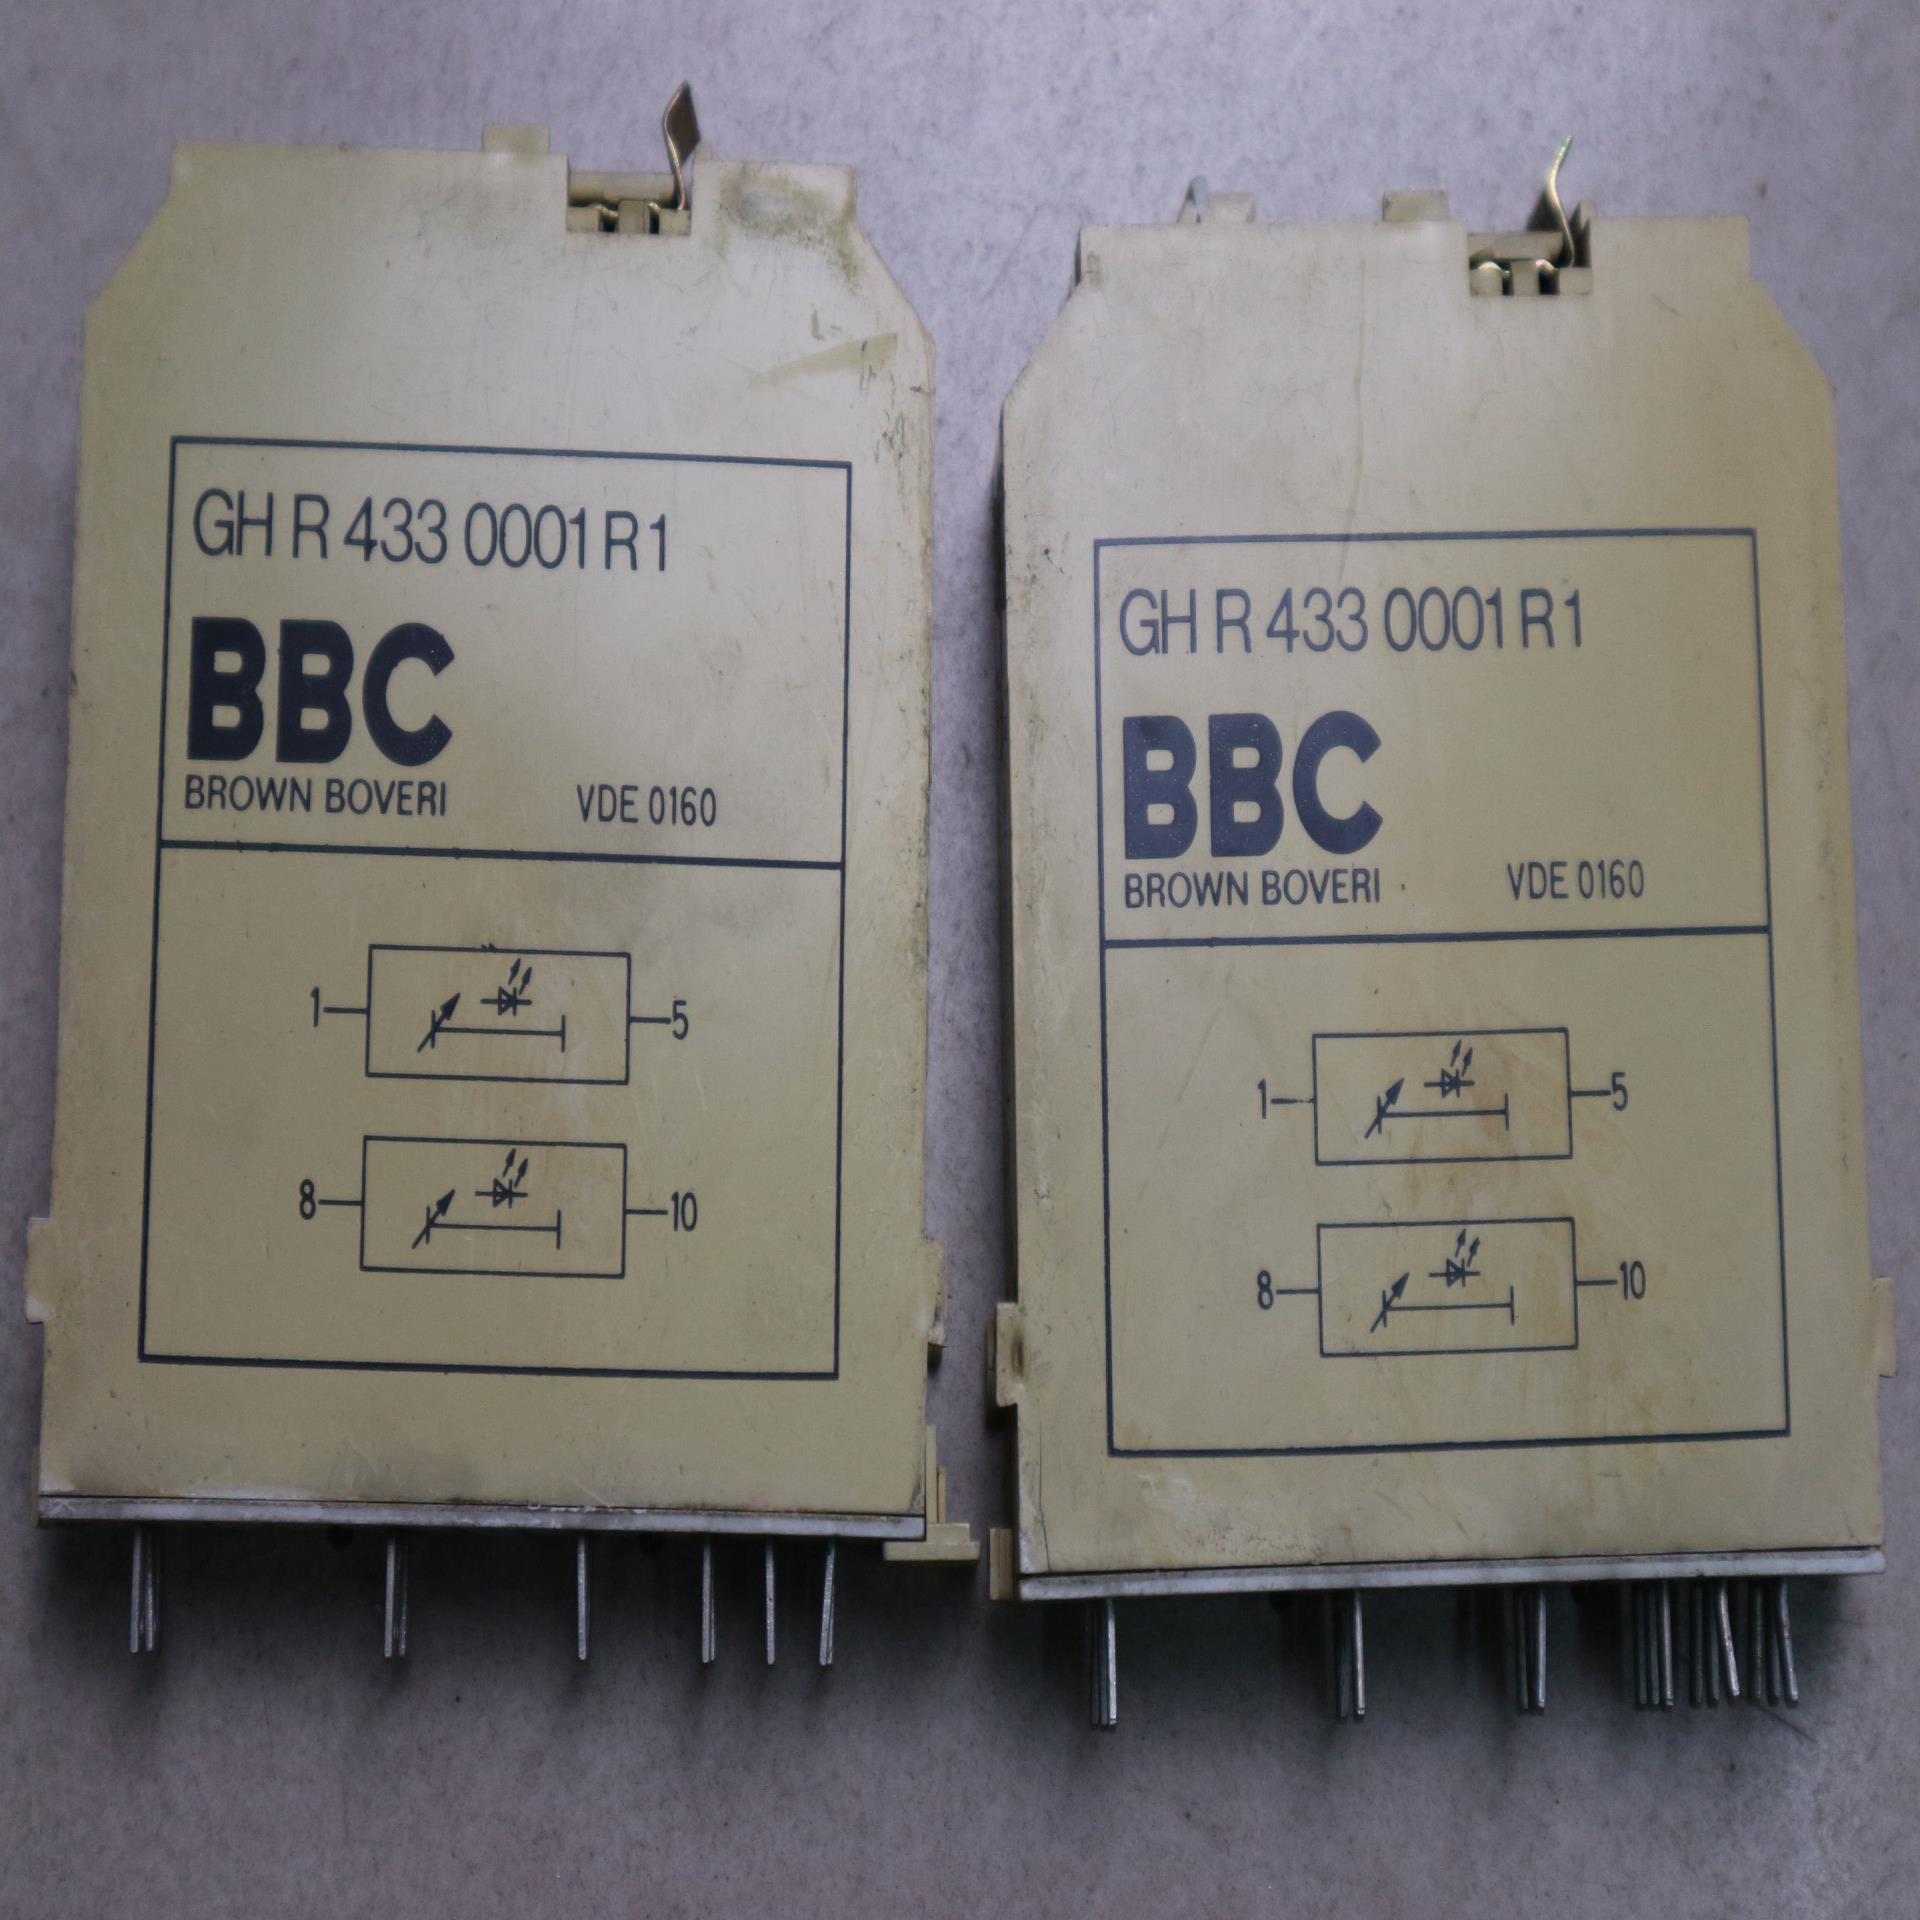 GH R 433 0001 R1
BBC
BROWN BOVERI VDE 0160
1 5
8 10
GH R 433 0001 R1
BBC
BROWN BOVERI VDE 0160
1 5
8 10